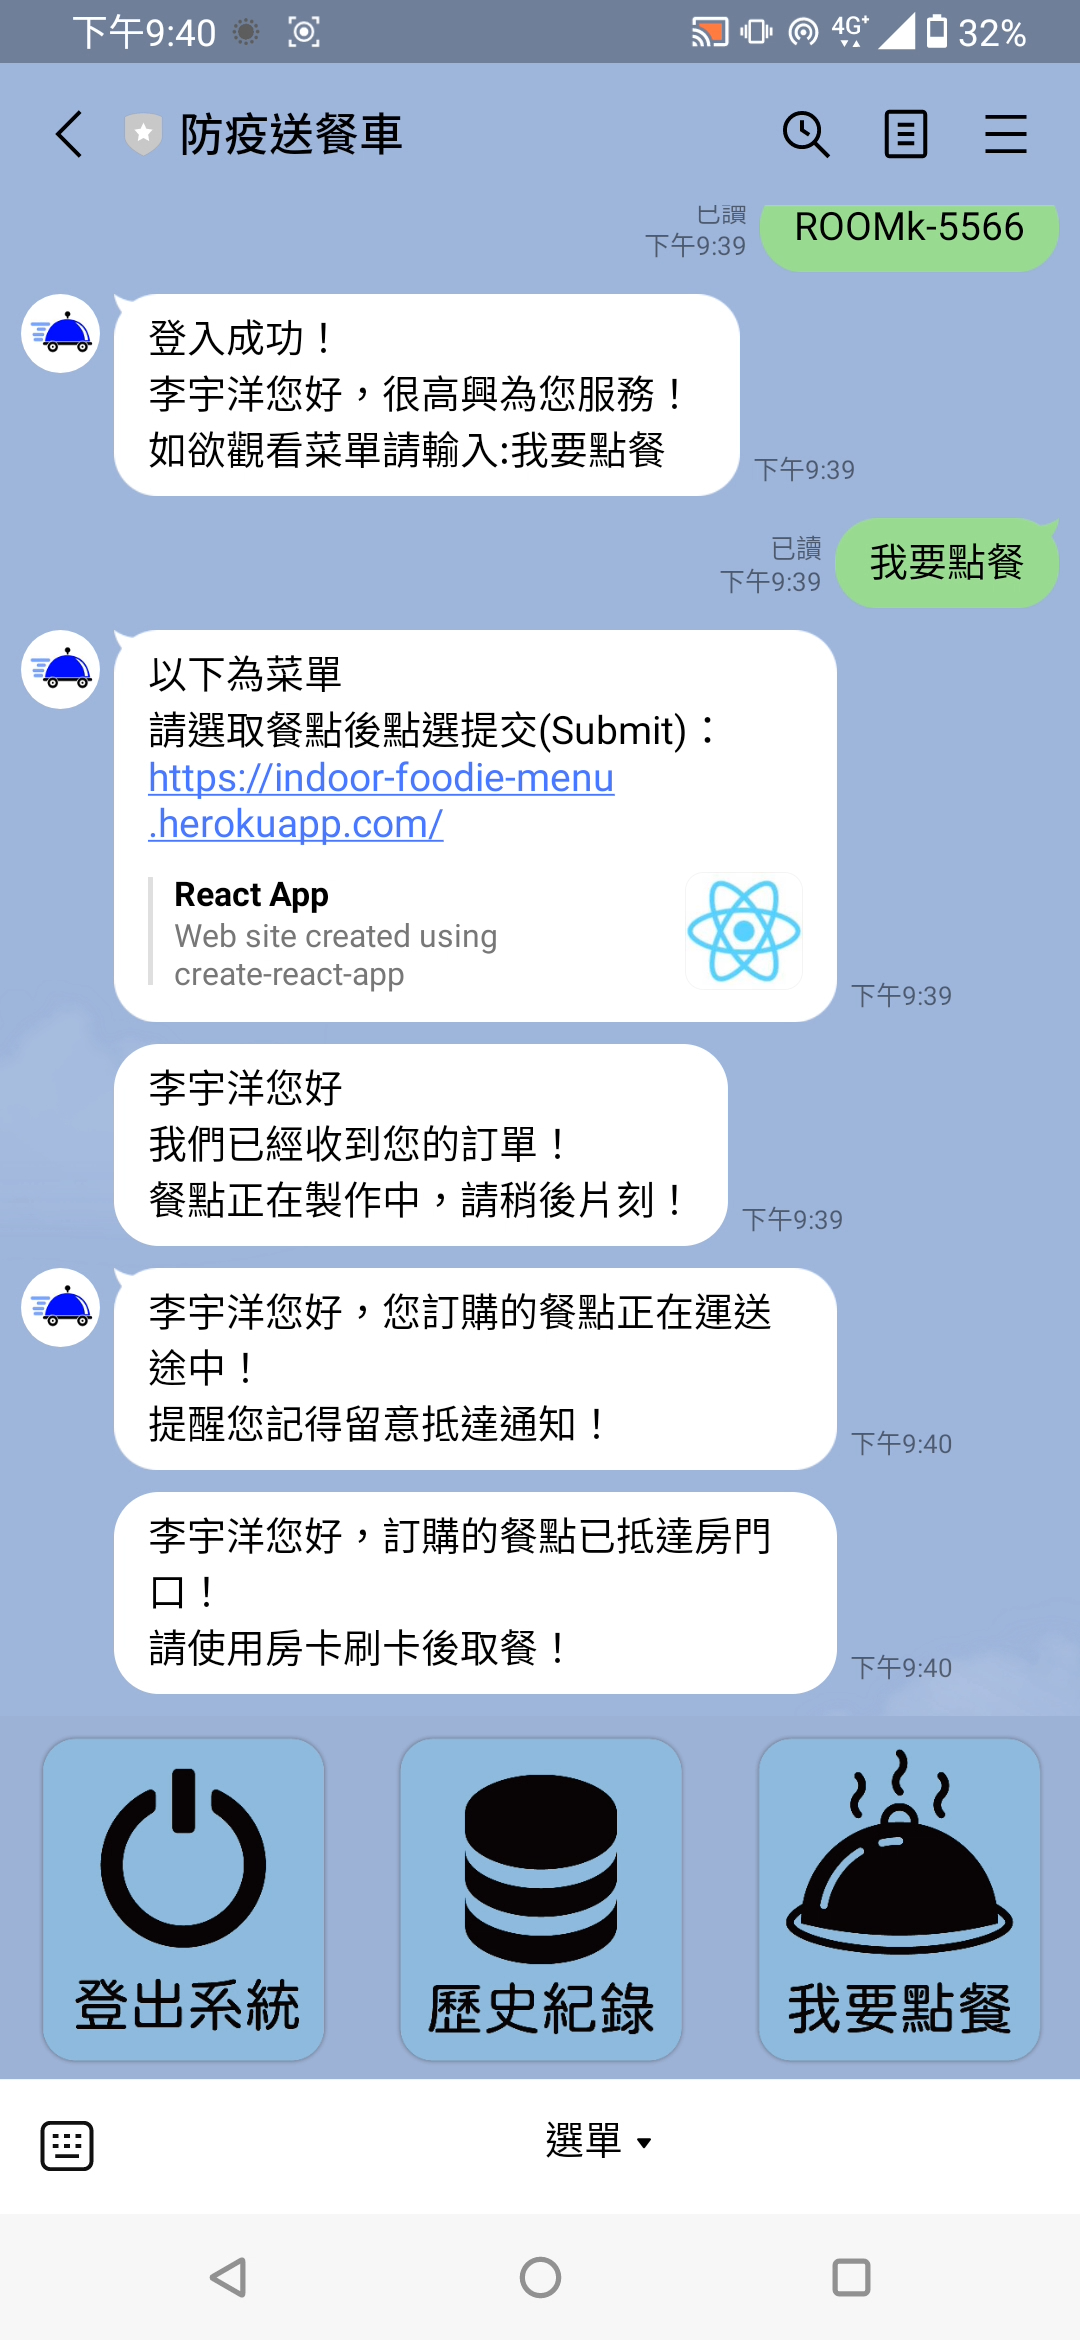 下午9:40
4G+
32%
防疫送餐車
已讀
下午9:39
ROOMk-5566
登入成功！
李宇洋您好，很高興為您服務！
如欲觀看菜單請輸入:我要點餐
下午9:39
已讀
下午9:39
我要點餐
以下為菜單
請選取餐點後點選提交(Submit)：
https://indoor-foodie-menu
.herokuapp.com/
React App
Web site created using
create-react-app
下午9:39
李宇洋您好
我們已經收到您的訂單！
餐點正在製作中，請稍後片刻！
下午9:39
李宇洋您好，您訂購的餐點正在運送
途中！
提醒您記得留意抵達通知！
下午9:40
李宇洋您好，訂購的餐點已抵達房門
口！
請使用房卡刷卡後取餐！
下午9:40
登出系統
歷史紀錄
我要點餐
選單